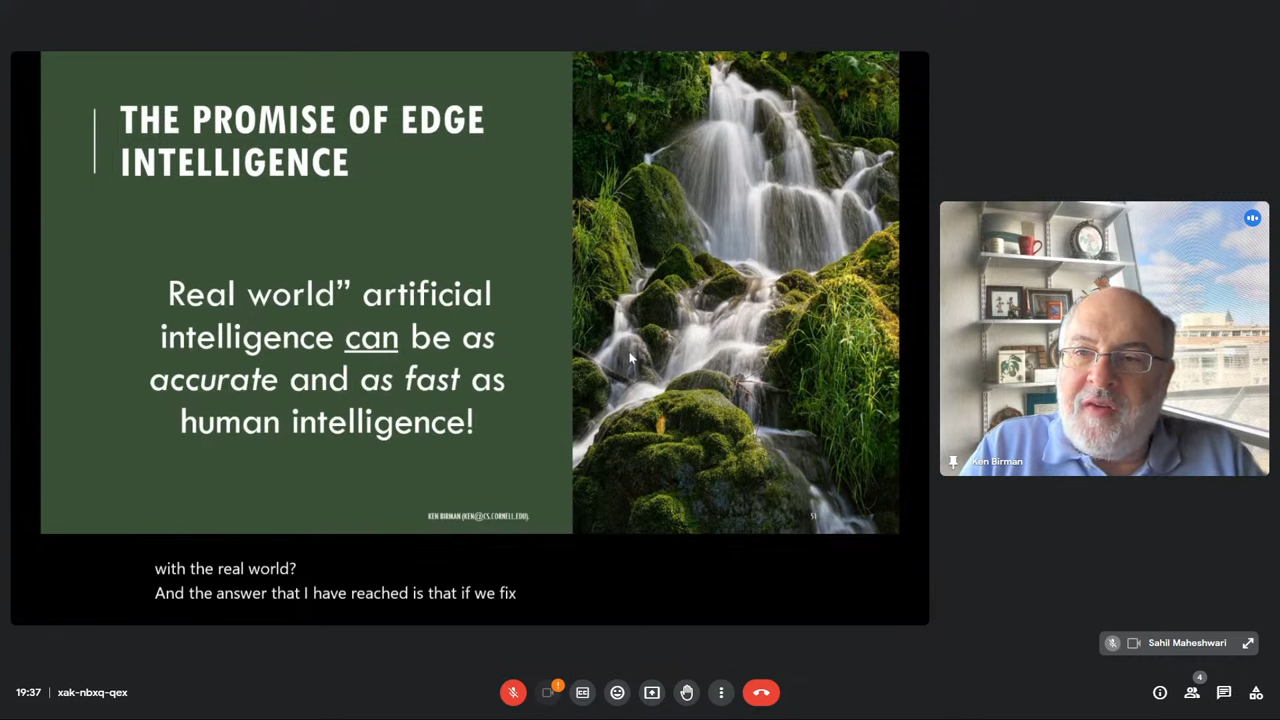 THE PROMISE OF EDGE
INTELLIGENCE
Real world” artificial
intelligence can be as
accurate and as fast as
human intelligence!
KEN BIRMAN (KEN@CS.CORNELL.EDU).
51
with the real world?
And the answer that I have reached is that if we fix
Ken Birman
Sahil Maheshwari
19:37
xak-nbxq-qex
!
4